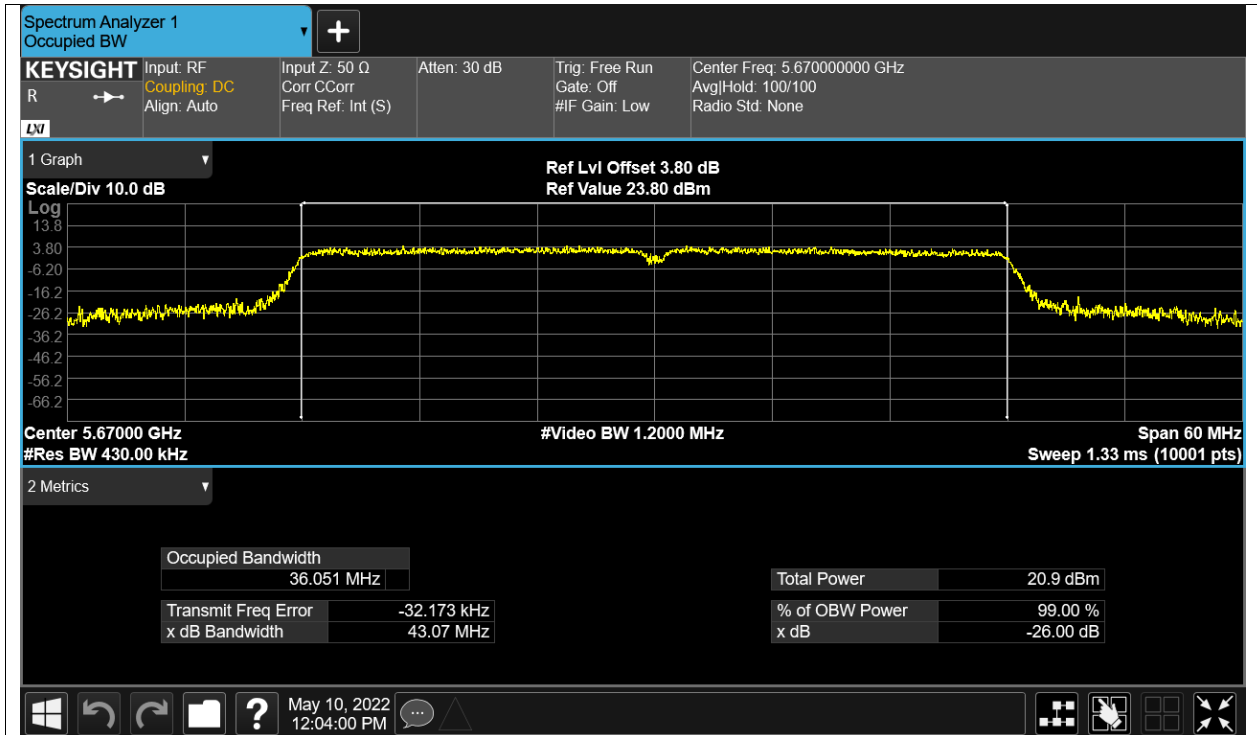 Spectrum Analyzer 1
Occupied BW
KEYSIGHT
R
LXI
Input: RF
Coupling: DC
Align: Auto
Input Z: 50 Ω
Corr CCorr
Freq Ref: Int (S)
Atten: 30 dB
Trig: Free Run
Gate: Off
#IF Gain: Low
Center Freq: 5.670000000 GHz
Avg|Hold: 100/100
Radio Std: None
1 Graph
Scale/Div 10.0 dB
Ref Lvl Offset 3.80 dB
Ref Value 23.80 dBm
Log
13.8
3.80
-6.20
-16.2
-26.2
-36.2
-46.2
-56.2
-66.2
Center 5.67000 GHz
#Res BW 430.00 kHz
#Video BW 1.2000 MHz
Span 60 MHz
Sweep 1.33 ms (10001 pts)
2 Metrics
Occupied Bandwidth
36.051 MHz
Transmit Freq Error -32.173 kHz
x dB Bandwidth 43.07 MHz
Total Power 20.9 dBm
% of OBW Power 99.00 %
x dB -26.00 dB
?
May 10, 2022
12:04:00 PM